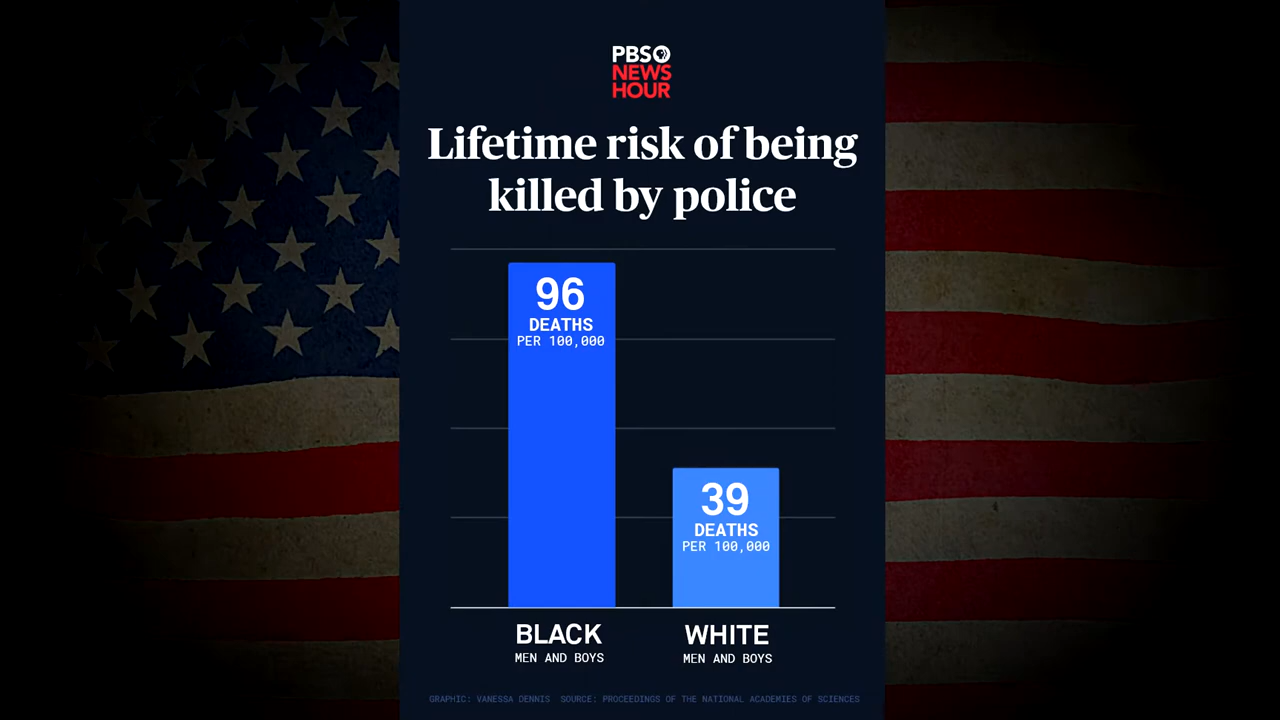 PBS
NEWS
HOUR
Lifetime risk of being
killed by police
96
DEATHS
PER 100,000
39
DEATHS
PER 100,000
BLACK
MEN AND BOYS
WHITE
MEN AND BOYS
GRAPHIC: VANESSA DENNIS SOURCE: PROCEEDINGS OF THE NATIONAL ACADEMIES OF SCIENCES